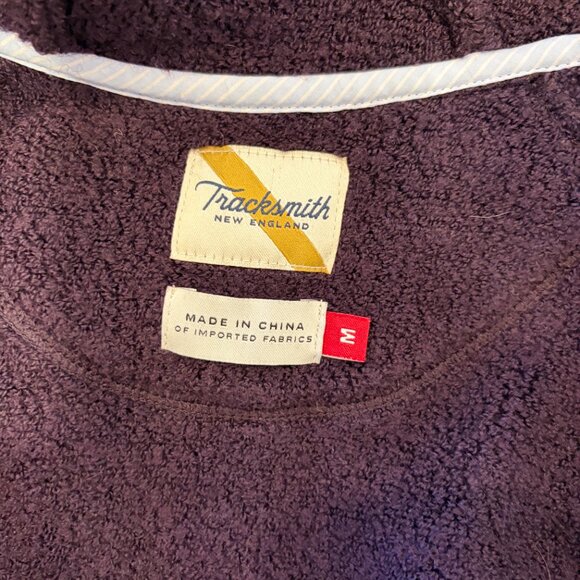 Tracksmith
NEW ENGLAND
MADE IN CHINA
OF IMPORTED FABRICS
M